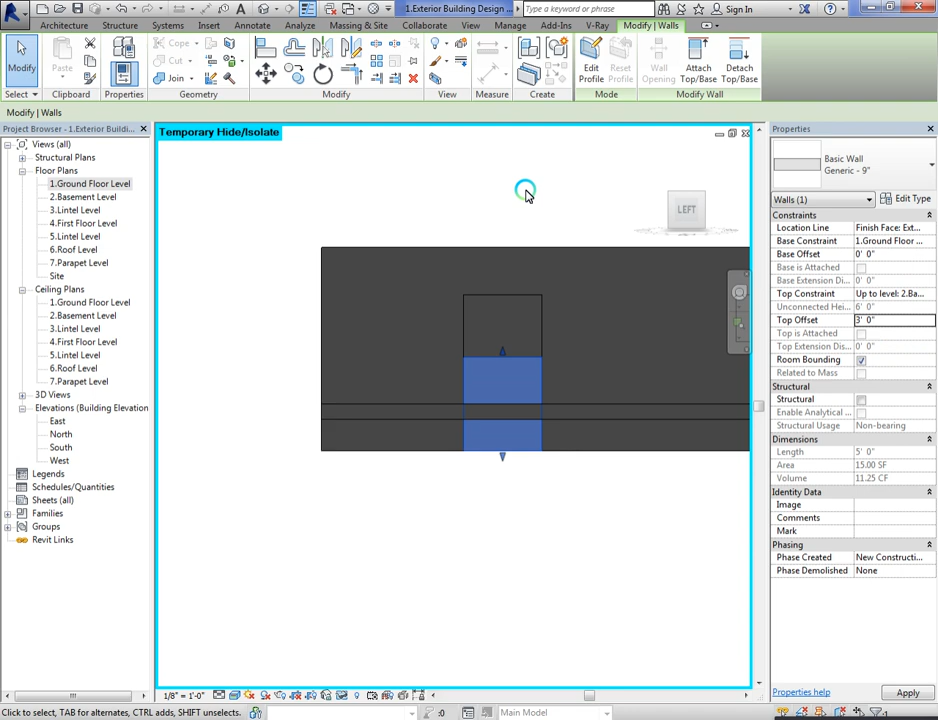 1.Exterior Building Design ...
Type a keyword or phrase
Sign In
Architecture Structure Systems Insert Annotate Analyze Massing & Site Collaborate View Manage Add-Ins V-Ray Modify | Walls
Modify
Paste
Cope
Cut
Join
Edit
Profile
Reset
Profile
Wall
Opening
Attach
Top/Base
Detach
Top/Base
Select Clipboard Properties Geometry Modify View Measure Create Mode Modify Wall
Modify | Walls
Project Browser - 1.Exterior Buildi...
Views (all)
Structural Plans
Floor Plans
1.Ground Floor Level
2.Basement Level
3.Lintel Level
4.First Floor Level
5.Lintel Level
6.Roof Level
7.Parapet Level
Site
Ceiling Plans
1.Ground Floor Level
2.Basement Level
3.Lintel Level
4.First Floor Level
5.Lintel Level
6.Roof Level
7.Parapet Level
3D Views
Elevations (Building Elevation
East
North
South
West
Legends
Schedules/Quantities
Sheets (all)
Families
Groups
Revit Links
Temporary Hide/Isolate
LEFT
Properties
Basic Wall
Generic - 9"
Walls (1)
Edit Type
Constraints
Location Line Finish Face: Ext...
Base Constraint 1.Ground Floor ...
Base Offset 0' 0"
Base is Attached
Base Extension Di... 0' 0"
Top Constraint Up to level: 2.Ba...
Unconnected Hei... 6' 0"
Top Offset 3' 0"
Top is Attached
Top Extension Dis... 0' 0"
Room Bounding
Related to Mass
Structural
Structural
Enable Analytical ...
Structural Usage Non-bearing
Dimensions
Length 5' 0"
Area 15.00 SF
Volume 11.25 CF
Identity Data
Image
Comments
Mark
Phasing
Phase Created New Constructi...
Phase Demolished None
Properties help
Apply
1/8" = 1'-0"
Click to select, TAB for alternates, CTRL adds, SHIFT unselects.
:0
Main Model